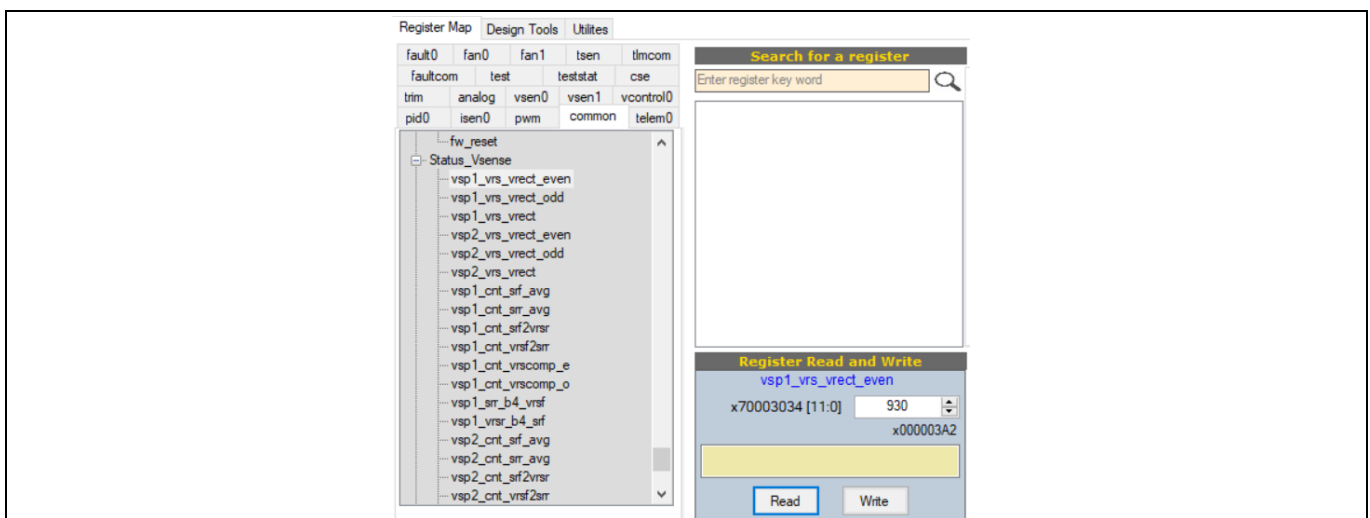 Register Map Design Tools Utilites
fault0 fan0 fan1 tsen tlmcom
faultcom test teststat cse
trim analog vsen0 vsen1 vcontrol0
pid0 isen0 pwm common telem0
fw_reset
Status_Vsense
vsp1_vrs_vrect_even
vsp1_vrs_vrect_odd
vsp1_vrs_vrect
vsp2_vrs_vrect_even
vsp2_vrs_vrect_odd
vsp2_vrs_vrect
vsp1_cnt_srf_avg
vsp1_cnt_srr_avg
vsp1_cnt_srf2vrsr
vsp1_cnt_vrsf2srr
vsp1_cnt_vrscomp_e
vsp1_cnt_vrscomp_o
vsp1_srr_b4_vrsf
vsp1_vrsr_b4_srf
vsp2_cnt_srf_avg
vsp2_cnt_srr_avg
vsp2_cnt_srf2vrsr
vsp2_cnt_vrsf2srr
Search for a register
Enter register key word
Register Read and Write
vsp1_vrs_vrect_even
x70003034 [11:0] 930
x000003A2
Read Write